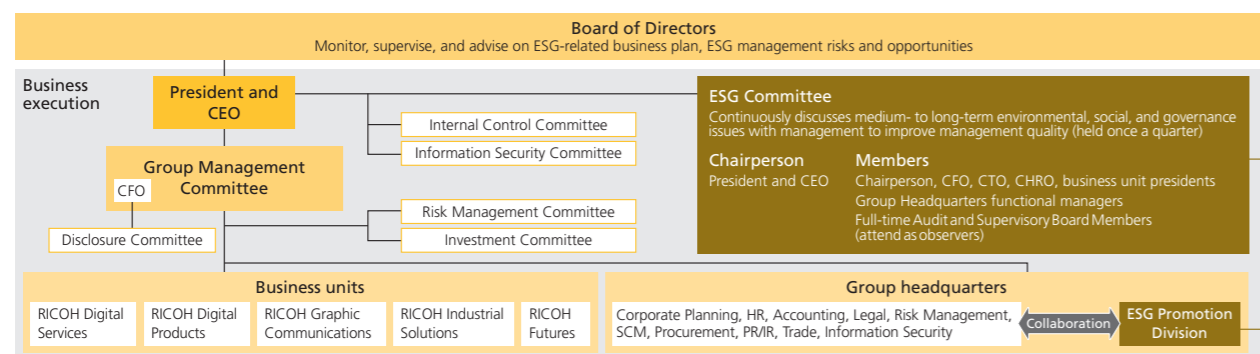 Board of Directors
Monitor, supervise, and advise on ESG-related business plan, ESG management risks and opportunities
Business
execution
President and
CEO
Internal Control Committee
Information Security Committee
ESG Committee
Continuously discusses medium- to long-term environmental, social, and governance
issues with management to improve management quality (held once a quarter)
Chairperson
President and CEO
Members
Chairperson, CFO, CTO, CHRO, business unit presidents
Group Headquarters functional managers
Full-time Audit and Supervisory Board Members
(attend as observers)
Group Management
Committee
CFO
Disclosure Committee
Risk Management Committee
Investment Committee
Business units
RICOH Digital
Services
RICOH Digital
Products
RICOH Graphic
Communications
RICOH Industrial
Solutions
RICOH
Futures
Group headquarters
Corporate Planning, HR, Accounting, Legal, Risk Management,
SCM, Procurement, PR/IR, Trade, Information Security
Collaboration
ESG Promotion
Division